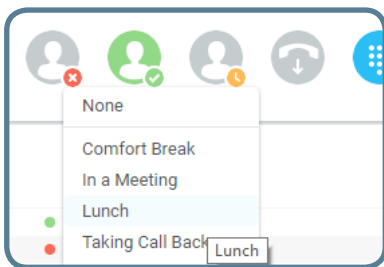 None
Comfort Break
In a Meeting
Lunch
Taking Call Back
Lunch